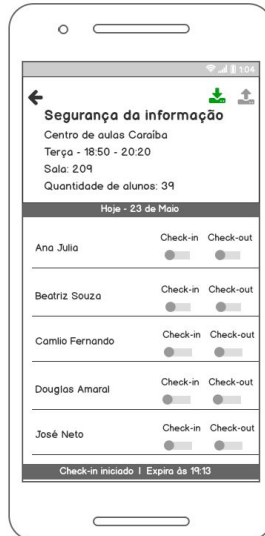 1:04
Segurança da informação
Centro de aulas Caraíba
Terça - 18:50 - 20:20
Sala: 209
Quantidade de alunos: 39
Hoje - 23 de Maio
Ana Julia
Check-in Check-out
Beatriz Souza
Check-in Check-out
Camlio Fernando
Check-in Check-out
Douglas Amaral
Check-in Check-out
José Neto
Check-in Check-out
Check-in iniciado | Expira às 19:13